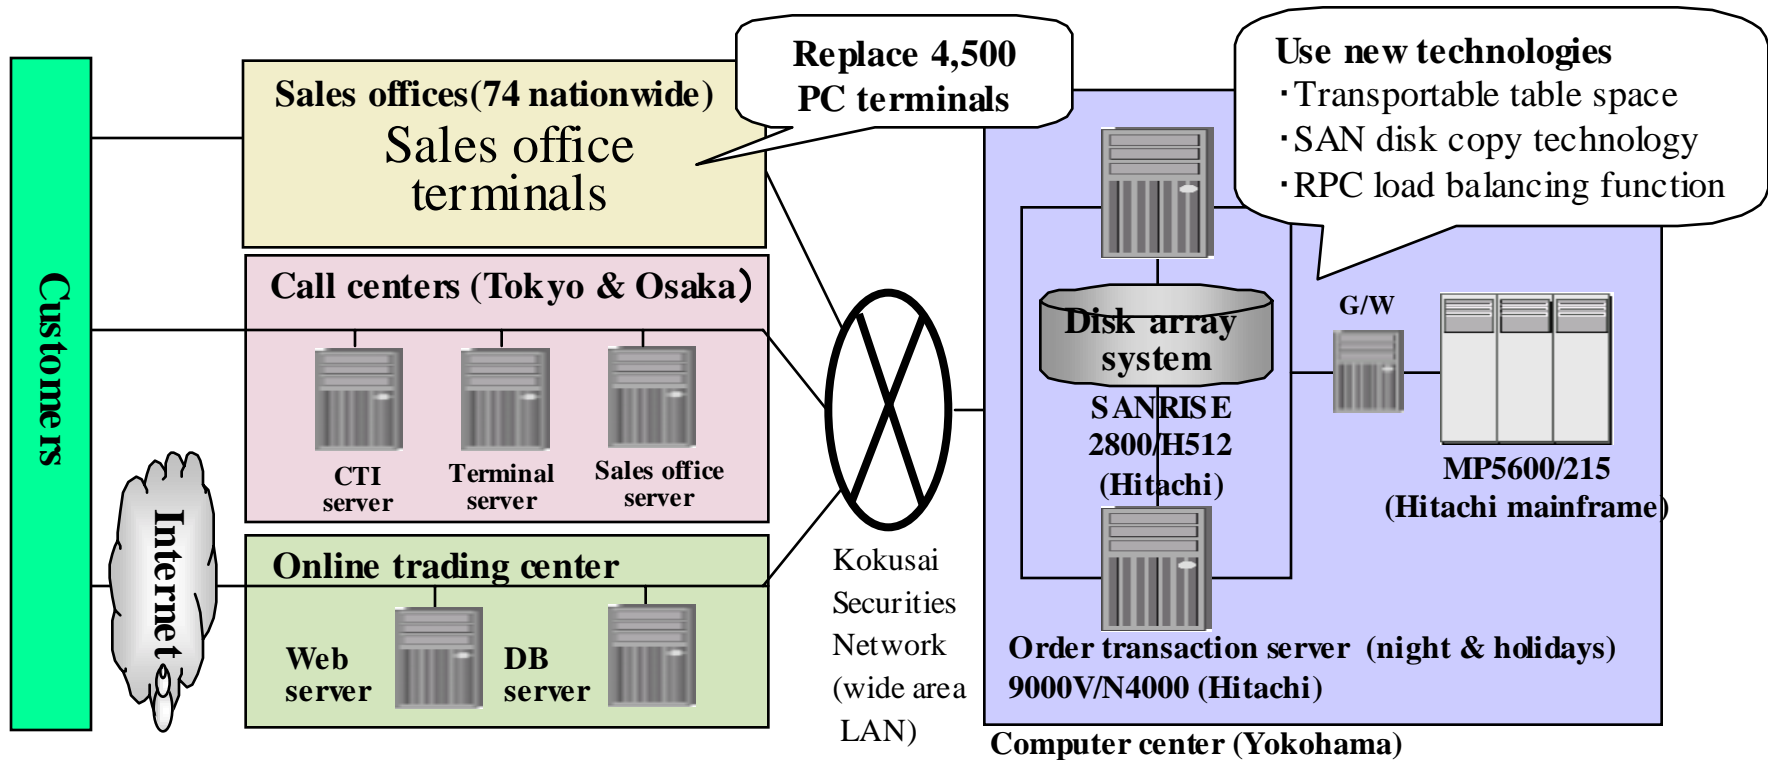 Customers
Sales offices(74 nationwide)
Sales office
terminals
Replace 4,500
PC terminals
Call centers (Tokyo & Osaka）
CTI
server
Terminal
server
Sales office
server
Internet
Online trading center
Web
server
DB
server
Kokusai
Securities
Network
(wide area
LAN)
Use new technologies
・Transportable table space
・SAN disk copy technology
・RPC load balancing function
Disk array
system
SANRISE
2800/H512
(Hitachi)
G/W
MP5600/215
(Hitachi mainframe)
Order transaction server (night & holidays)
9000V/N4000 (Hitachi)
Computer center (Yokohama)